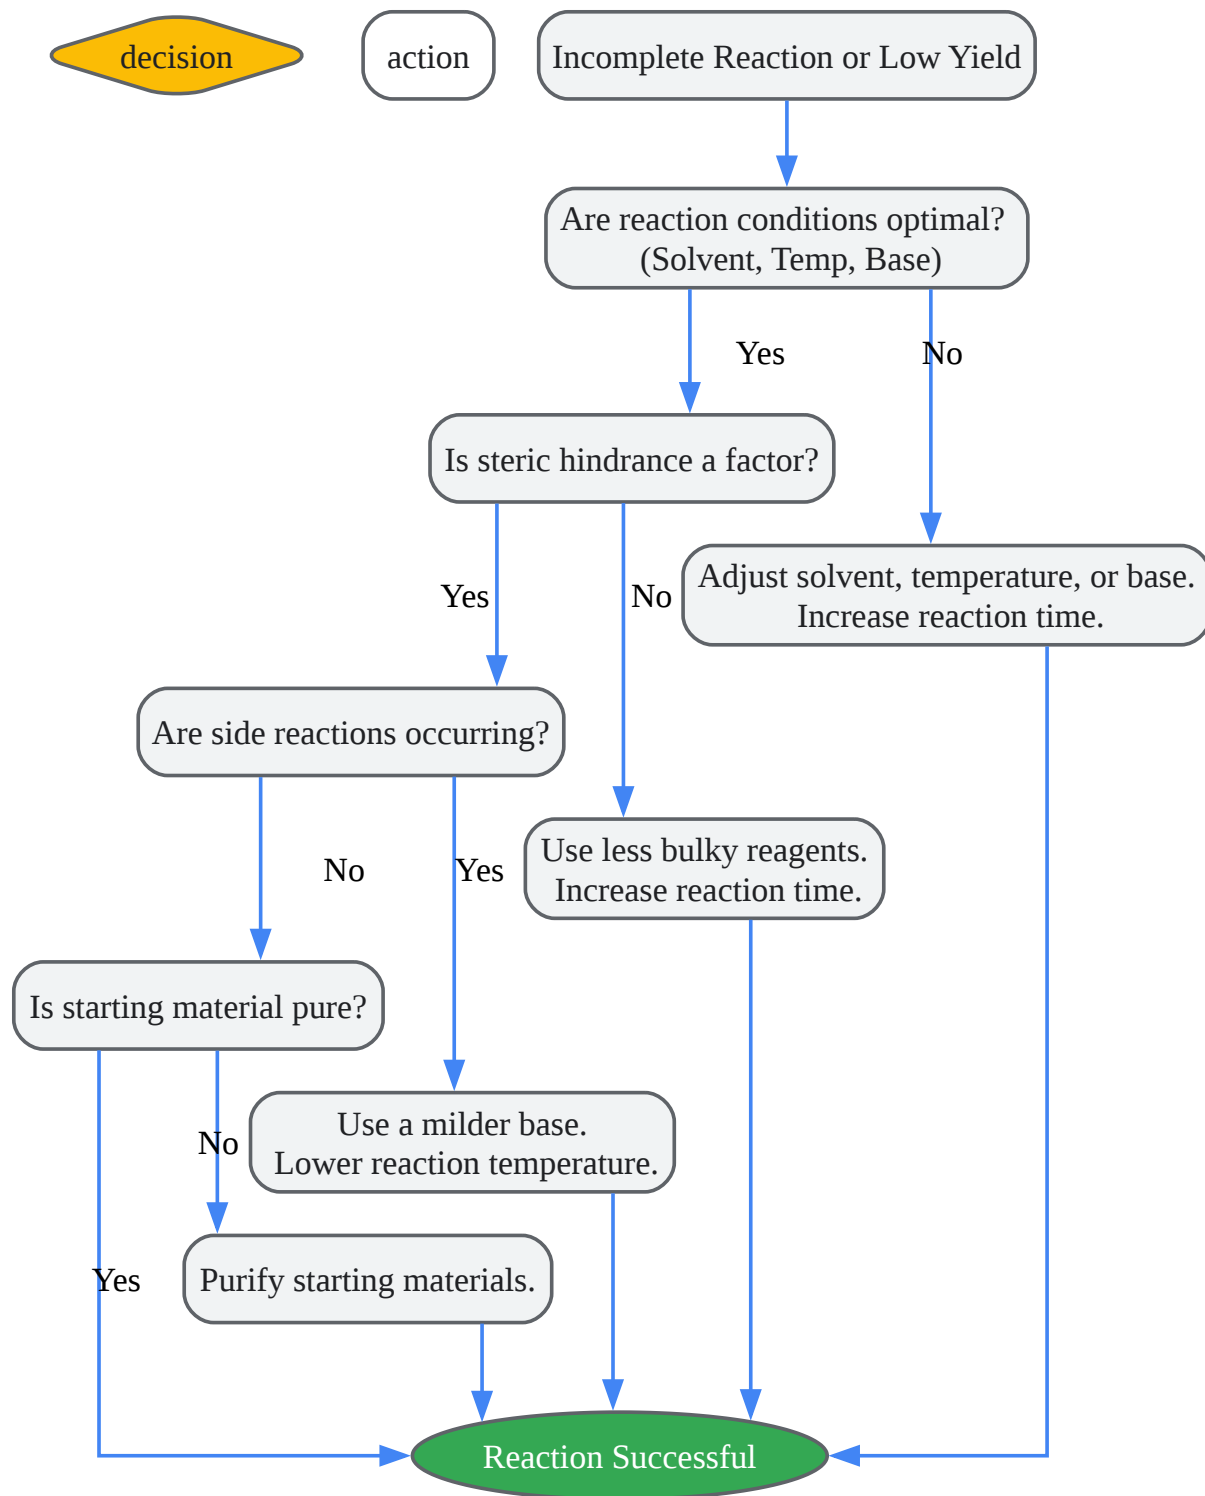 decision
action
Incomplete Reaction or Low Yield
Are reaction conditions optimal?
(Solvent, Temp, Base)
Yes
No
Is steric hindrance a factor?
Adjust solvent, temperature, or base.
Increase reaction time.
Yes
No
Are side reactions occurring?
Use less bulky reagents.
Increase reaction time.
No
Yes
Is starting material pure?
Use a milder base.
Lower reaction temperature.
No
Yes
Purify starting materials.
Reaction Successful